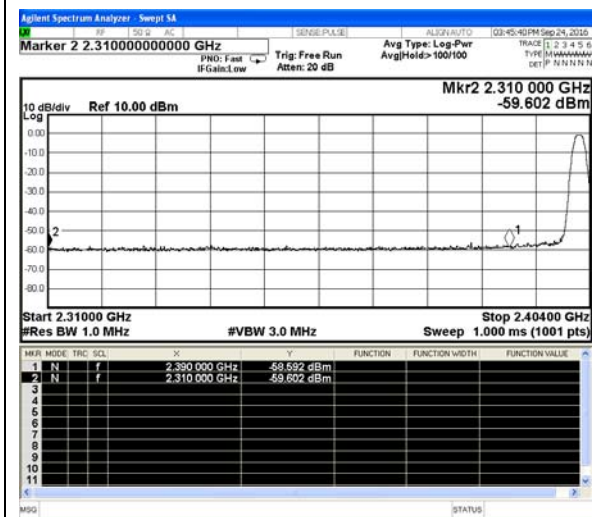 Agilent Spectrum Analyzer - Swept SA
RF 50 Ω AC SENSE:PULSE ALIGN AUTO 03:45:40 PM Sep 24, 2016
Marker 2 2.310000000000 GHz
PNO: Fast
IFGain:Low
Trig: Free Run
Atten: 20 dB
Avg Type: Log-Pwr
Avg|Hold:> 100/100
TRACE 1 2 3 4 5 6
TYPE M
DET P N N N N N
Mkr2 2.310 000 GHz
-59.602 dBm
10 dB/div Ref 10.00 dBm
Log
0.00
-10.0
-20.0
-30.0
-40.0
-50.0
-60.0
-70.0
-80.0
2
1
Start 2.31000 GHz Stop 2.40400 GHz
#Res BW 1.0 MHz #VBW 3.0 MHz Sweep 1.000 ms (1001 pts)
MKR MODE TRC SCL X Y FUNCTION FUNCTION WIDTH FUNCTION VALUE
1 N f 2.390 000 GHz -58.592 dBm
2 N f 2.310 000 GHz -59.602 dBm
3
4
5
6
7
8
9
10
11
MSG STATUS